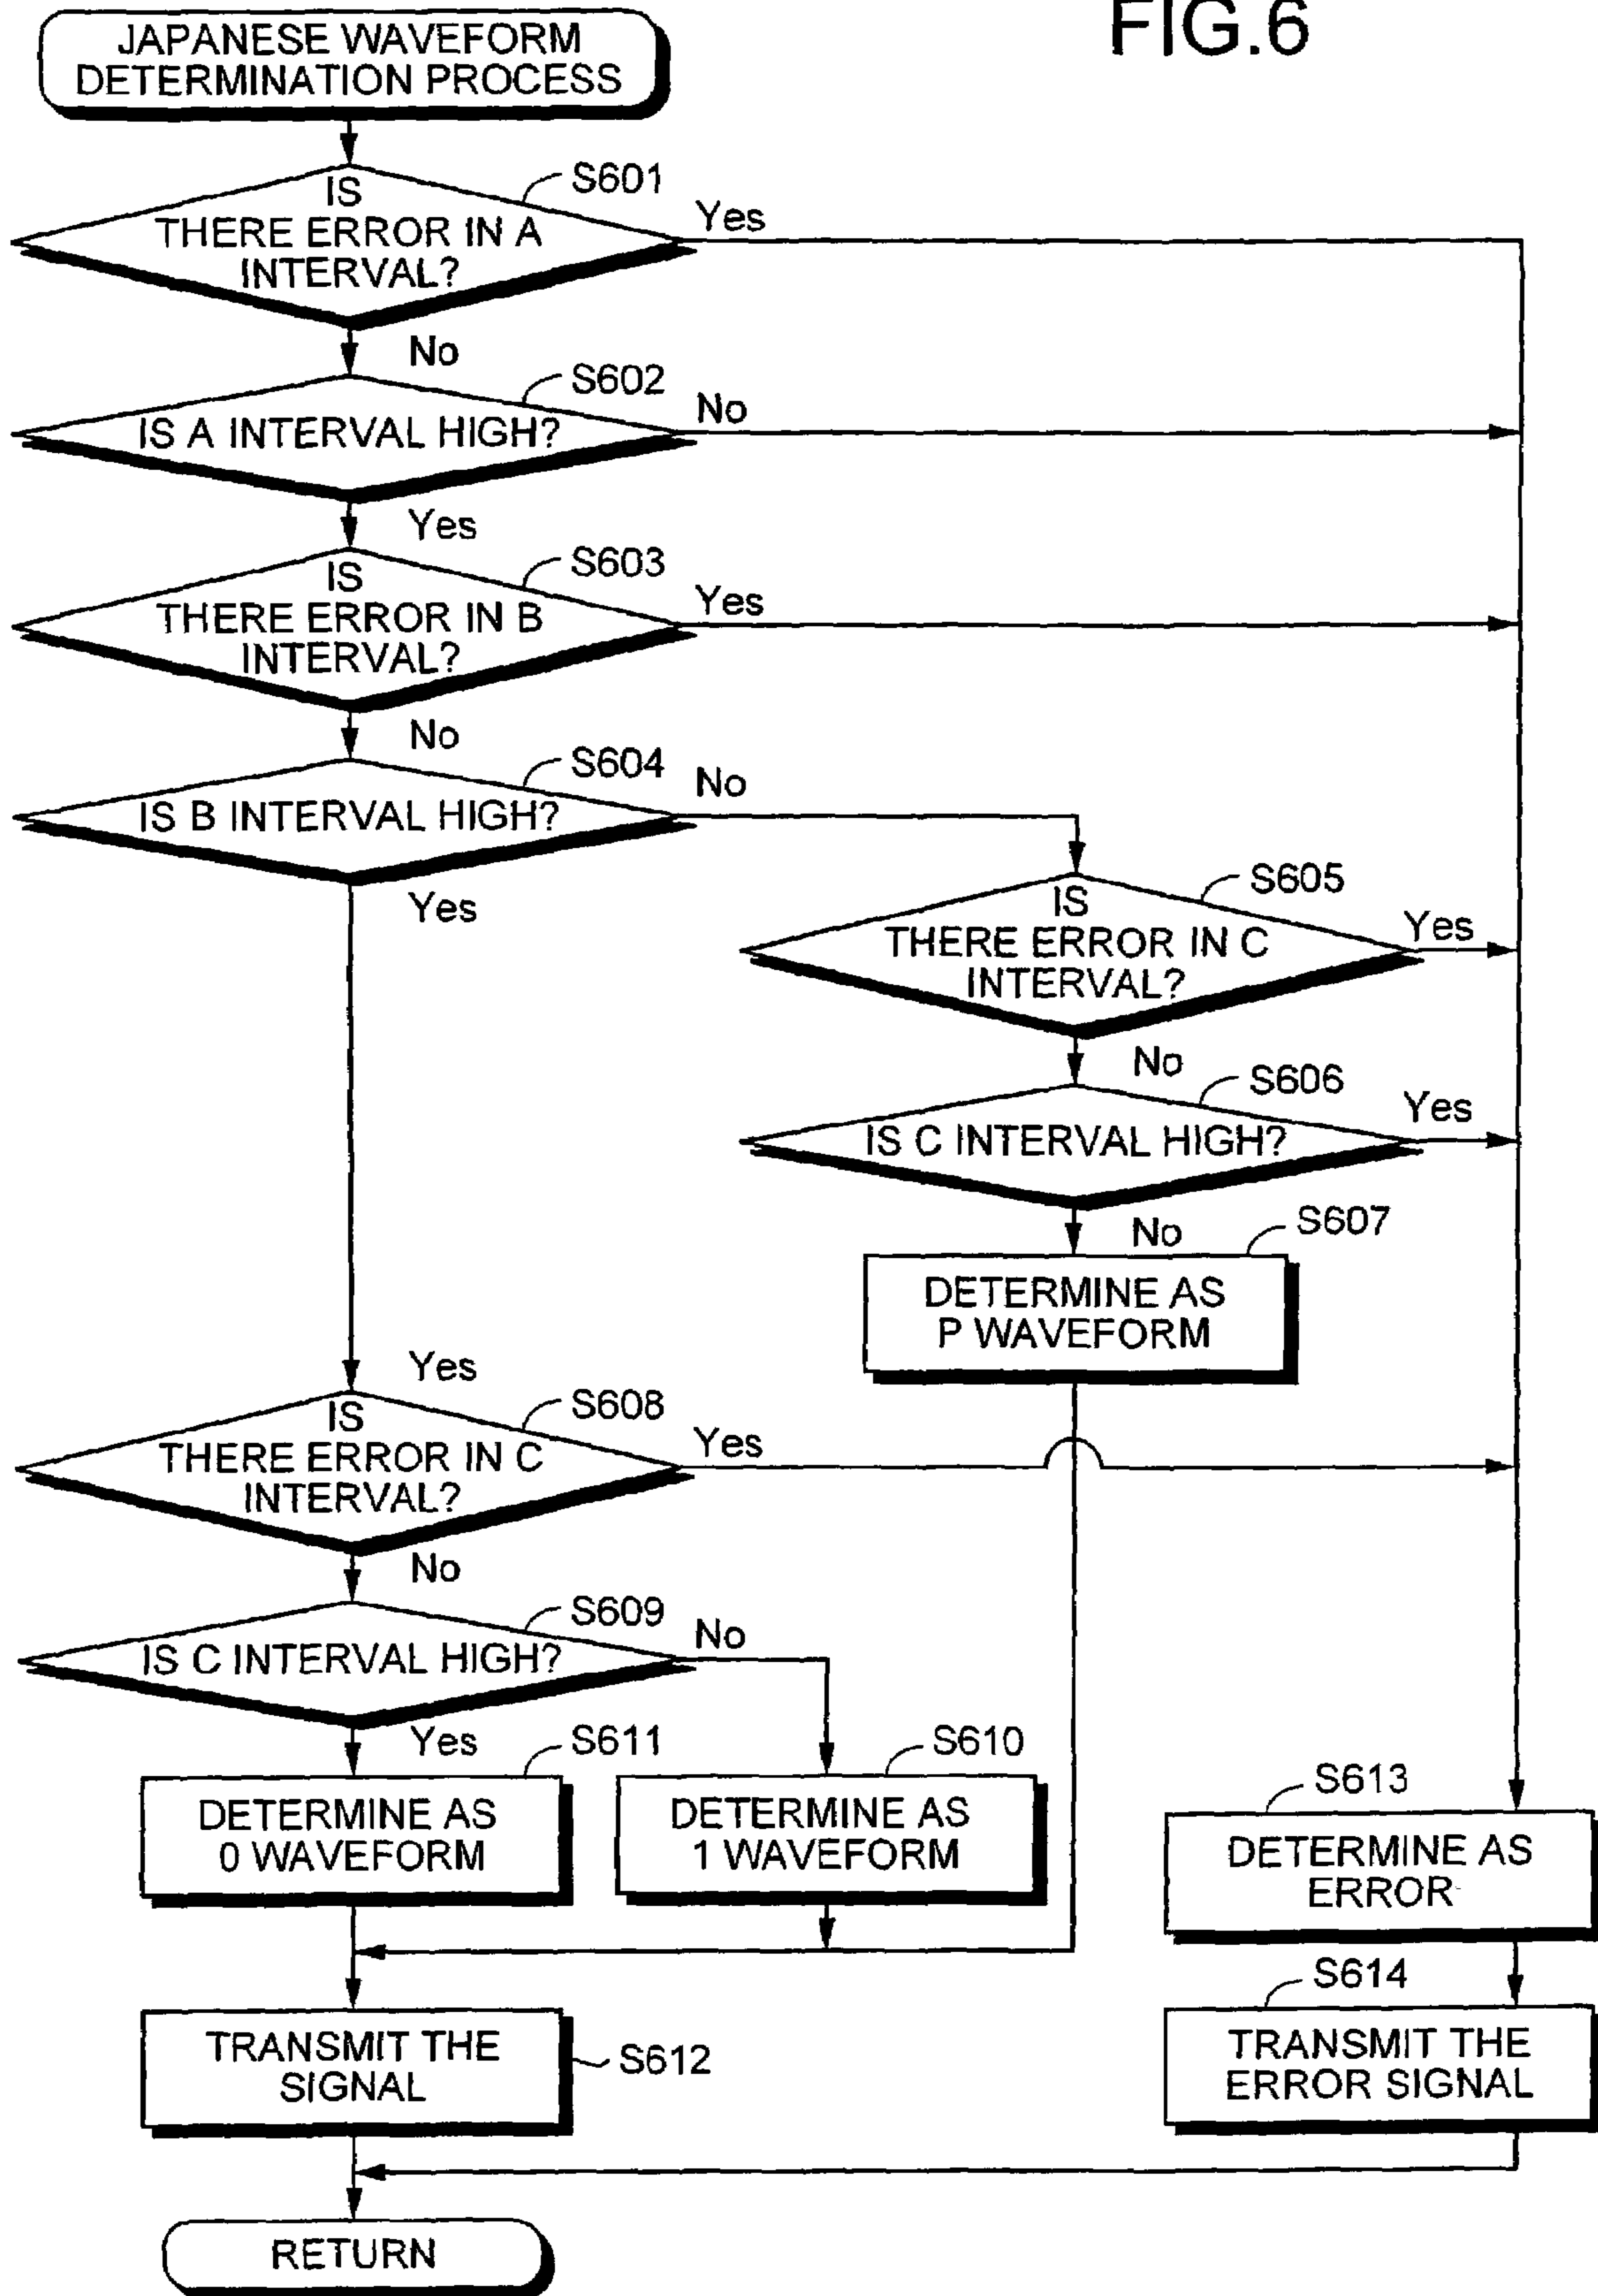 FIG.6
JAPANESE WAVEFORM
DETERMINATION PROCESS
S601
IS
THERE ERROR IN A
INTERVAL?
Yes
No
S602
IS A INTERVAL HIGH?
No
Yes
S603
IS
THERE ERROR IN B
INTERVAL?
Yes
No
S604
IS B INTERVAL HIGH?
No
Yes
S605
IS
THERE ERROR IN C
INTERVAL?
Yes
No
S606
IS C INTERVAL HIGH?
Yes
No
S607
DETERMINE AS
P WAVEFORM
Yes
S608
IS
THERE ERROR IN C
INTERVAL?
Yes
No
S609
IS C INTERVAL HIGH?
No
Yes
S611
DETERMINE AS
0 WAVEFORM
S610
DETERMINE AS
1 WAVEFORM
S613
DETERMINE AS
ERROR
S612
TRANSMIT THE
SIGNAL
S614
TRANSMIT THE
ERROR SIGNAL
RETURN